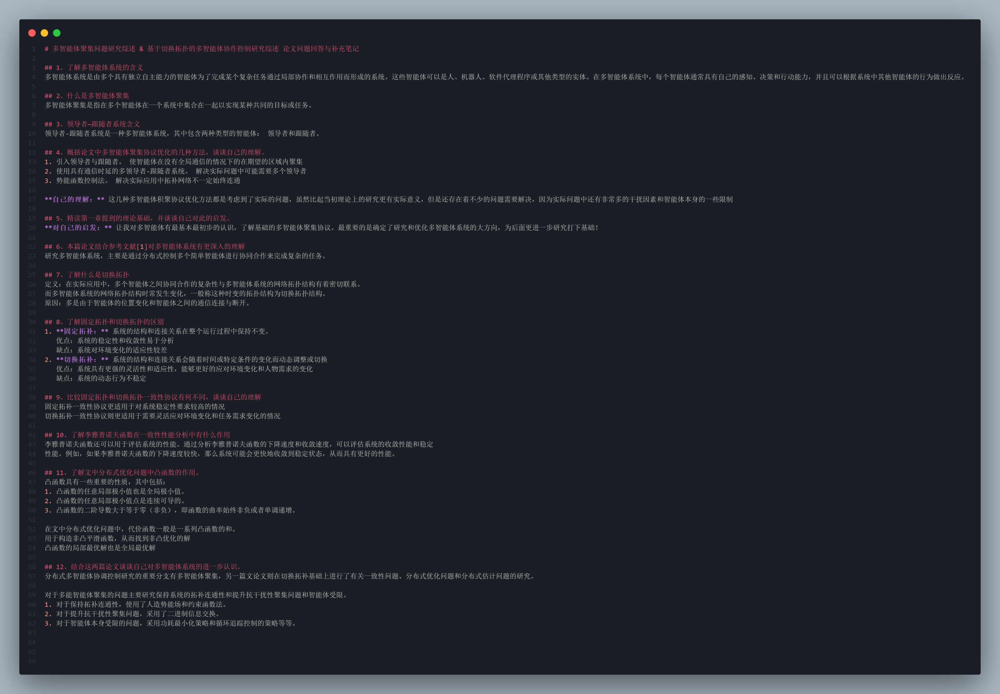 1 # 多智能体聚集问题研究综述 & 基于切换拓扑的多智能体协作控制研究综述 论文问题回答与补充笔记
2
3 ## 1、了解多智能体系统的含义
4 多智能体系统是由多个具有独立自主能力的智能体为了完成某个复杂任务通过局部协作和相互作用而形成的系统。这些智能体可以是人、机器人、软件代理程序或其他类型的实体。在多智能体系统中，每个智能体通常具有自己的感知、决策和行动能力，并且可以根据系统中其他智能体的行为做出反应。
5
6 ## 2、什么是多智能体聚集
7 多智能体聚集是指在多个智能体在一个系统中集合在一起以实现某种共同的目标或任务。
8
9 ## 3、领导者—跟随者系统含义
10 领导者-跟随者系统是一种多智能体系统，其中包含两种类型的智能体： 领导者和跟随者。
11
12 ## 4、概括论文中多智能体聚集协议优化的几种方法，谈谈自己的理解。
13 1. 引入领导者与跟随者。 使智能体在没有全局通信的情况下的在期望的区域内聚集
14 2. 使用具有通信时延的多领导者-跟随者系统。 解决实际问题中可能需要多个领导者
15 3. 势能函数控制法。 解决实际应用中拓补网络不一定始终连通
16
17 **自己的理解：** 这几种多智能体积聚协议优化方法都是考虑到了实际的问题，虽然比起当初理论上的研究更有实际意义，但是还存在着不少的问题需要解决，因为实际问题中还有非常多的干扰因素和智能体本身的一些限制
18
19 ## 5、精读第一章提到的理论基础，并谈谈自己对此的启发。
20 **对自己的启发：** 让我对多智能体有最基本最初步的认识，了解基础的多智能体聚集协议。最重要的是确定了研究和优化多智能体系统的大方向，为后面更进一步研究打下基础！
21
22 ## 6、本篇论文结合参考文献[1]对多智能体系统有更深入的理解
23 研究多智能体系统，主要是通过分布式控制多个简单智能体进行协同合作来完成复杂的任务。
24
25 ## 7、了解什么是切换拓扑
26 定义：在实际应用中，多个智能体之间协同合作的复杂性与多智能体系统的网络拓扑结构有着密切联系。
27 而多智能体系统的网络拓扑结构时常发生变化，一般称这种时变的拓扑结构为切换拓扑结构。
28 原因：多是由于智能体的位置变化和智能体之间的通信连接与断开。
29
30 ## 8、了解固定拓扑和切换拓扑的区别
31 1. **固定拓补：** 系统的结构和连接关系在整个运行过程中保持不变。
32 优点：系统的稳定性和收敛性易于分析
33 缺点：系统对环境变化的适应性较差
34 2. **切换拓补：** 系统的结构和连接关系会随着时间或特定条件的变化而动态调整或切换
35 优点：系统具有更强的灵活性和适应性，能够更好的应对环境变化和人物需求的变化
36 缺点：系统的动态行为不稳定
37
38 ## 9、比较固定拓扑和切换拓扑一致性协议有何不同，谈谈自己的理解
39 固定拓补一致性协议更适用于对系统稳定性要求较高的情况
40 切换拓补一致性协议则更适用于需要灵活应对环境变化和任务需求变化的情况
41
42 ## 10、了解李雅普诺夫函数在一致性性能分析中有什么作用
43 李雅普诺夫函数还可以用于评估系统的性能。通过分析李雅普诺夫函数的下降速度和收敛速度，可以评估系统的收敛性能和稳定
44 性能。例如，如果李雅普诺夫函数的下降速度较快，那么系统可能会更快地收敛到稳定状态，从而具有更好的性能。
45
46 ## 11、了解文中分布式优化问题中凸函数的作用。
47 凸函数具有一些重要的性质，其中包括：
48 1. 凸函数的任意局部极小值也是全局极小值。
49 2. 凸函数的任意局部极小值点是连续可导的。
50 3. 凸函数的二阶导数大于等于零（非负），即函数的曲率始终非负或者单调递增。
51
52 在文中分布式优化问题中，代价函数一般是一系列凸函数的和。
53 用于构造非凸平滑函数，从而找到非凸优化的解
54 凸函数的局部最优解也是全局最优解
55
56 ## 12、结合这两篇论文谈谈自己对多智能体系统的进一步认识。
57 分布式多智能体协调控制研究的重要分支有多智能体聚集，另一篇文论文则在切换拓补基础上进行了有关一致性问题、分布式优化问题和分布式估计问题的研究。
58
59 对于多能智能体聚集的问题主要研究保持系统的拓补连通性和提升抗干扰性聚集问题和智能体受限。
60 1. 对于保持拓补连通性，使用了人造势能场和约束函数法。
61 2. 对于提升抗干扰性聚集问题，采用了二进制信息交换。
62 3. 对于智能体本身受限的问题，采用功耗最小化策略和循环追踪控制的策略等等。
63
64
65
66